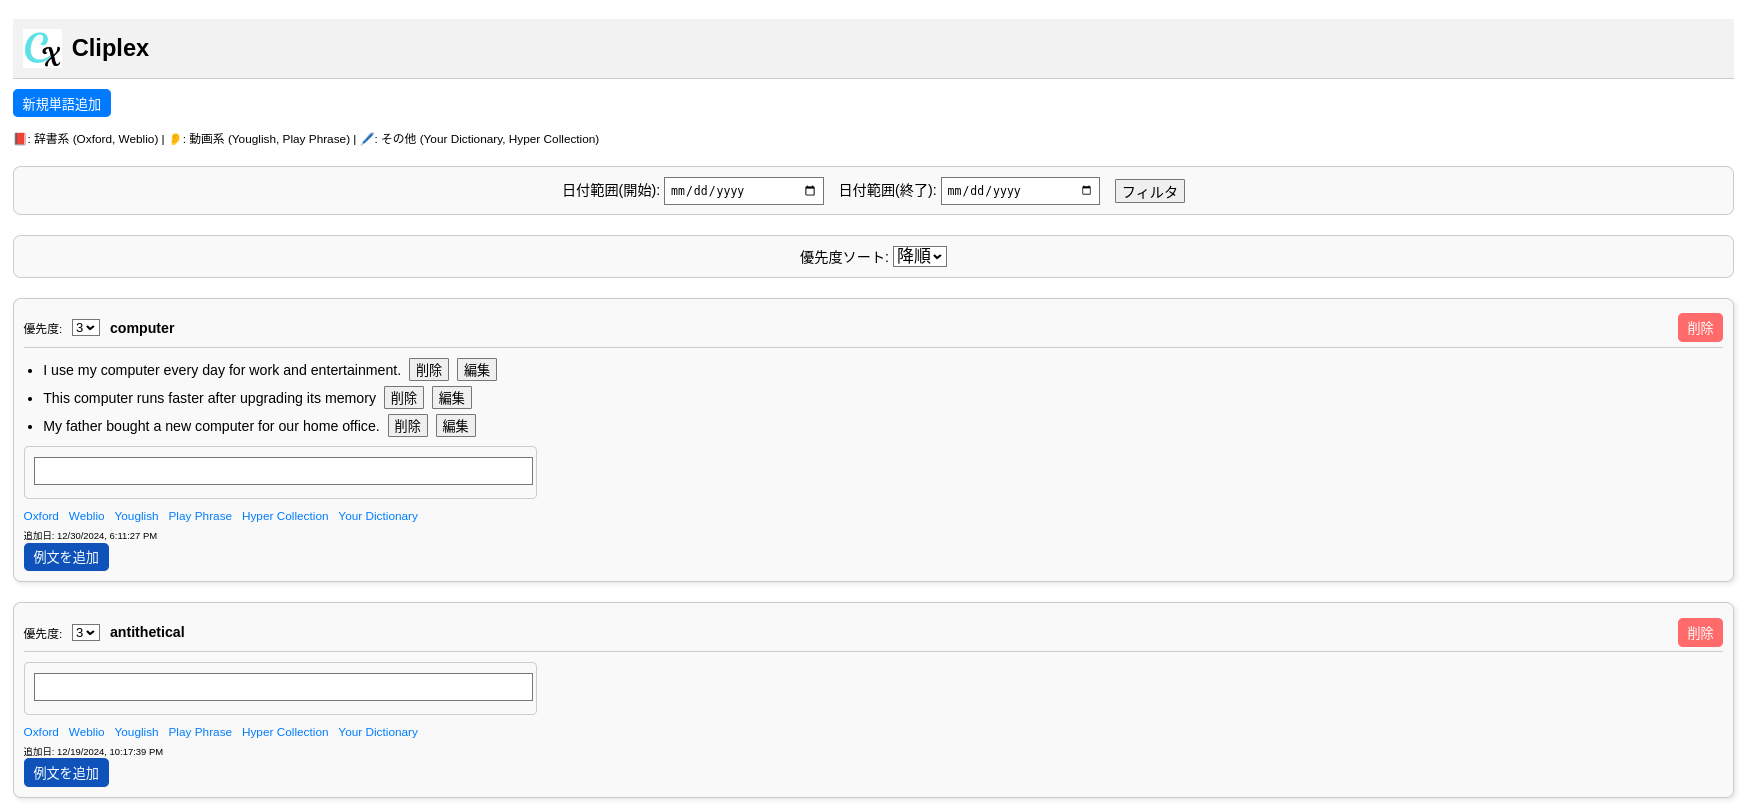 Cx Cliplex
新規単語追加
📕: 辞書系 (Oxford, Weblio) | 👂: 動画系 (Youglish, Play Phrase) | 🖊️: その他 (Your Dictionary, Hyper Collection)
日付範囲(開始): mm/dd/yyyy 日付範囲(終了): mm/dd/yyyy フィルタ
優先度ソート: 降順
優先度: 3 computer 削除
• I use my computer every day for work and entertainment. 削除 編集
• This computer runs faster after upgrading its memory 削除 編集
• My father bought a new computer for our home office. 削除 編集
Oxford Weblio Youglish Play Phrase Hyper Collection Your Dictionary
追加日: 12/30/2024, 6:11:27 PM
例文を追加
優先度: 3 antithetical 削除
Oxford Weblio Youglish Play Phrase Hyper Collection Your Dictionary
追加日: 12/19/2024, 10:17:39 PM
例文を追加